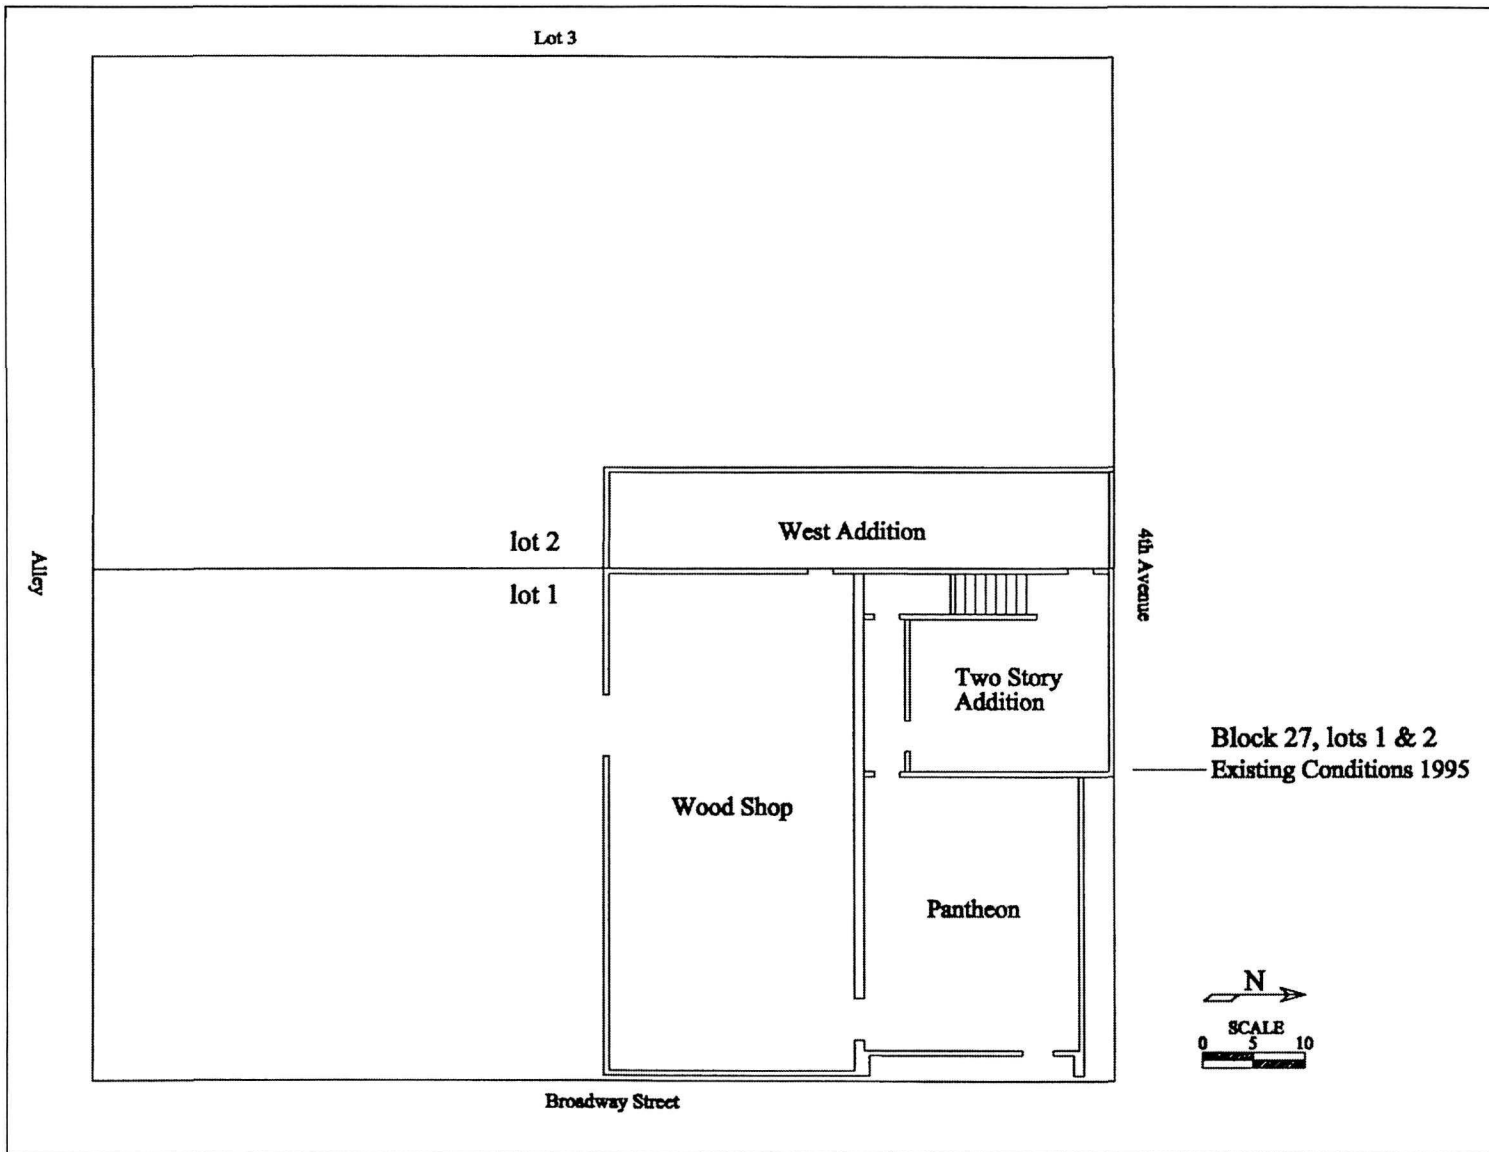 Lot 3
lot 2
lot 1
Alley
West Addition
4th Avenue
Two Story
Addition
Block 27, lots 1 & 2
Existing Conditions 1995
Wood Shop
Pantheon
N
SCALE
0 5 10
Broadway Street